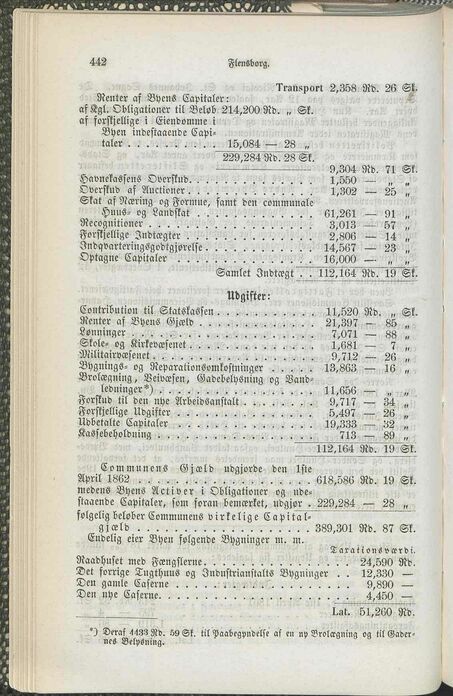 442
Flensborg.
Transport 2,358 Rd. 26 Sk.
Renter af Byens Capitaler:
af Kgl. Obligationer til Beløb 214,200 Rd. „ Sk.
af forskjellige i Eiendomme i
Byen indestaaende Capi-
taler . . . . . . . . . . . . 15,084 — 28 „
229,284 Rd. 28 Sk.
9,304 Rd. 71 Sk.
Havnekassens Overskud . . . . . . . . . . . . . 1,550 — „ „
Overskud af Auctioner . . . . . . . . . . . . . 1,302 — 25 „
Skat af Næring og Formue, samt den communale
Huus- og Landskat . . . . . . . . . . . . . 61,261 — 91 „
Recognitioner . . . . . . . . . . . . . 3,013 — 57 „
Forskjellige Indtægter . . . . . . . . . . . 2,806 — 14 „
Indqvarteringsgodtgjørelse . . . . . . . . . . 14,567 — 23 „
Optagne Capitaler . . . . . . . . . . . . . 16,000 — „ „
Samlet Indtægt . . 112,164 Rd. 19 Sk.
Udgifter:
Contribution til Statskassen . . . . . . . . . . 11,520 Rd. „ Sk.
Renter af Byens Gjæld . . . . . . . . . . . 21,397 — 85 „
Lønninger . . . . . . . . . . . . . . . 7,071 — 88 „
Skole- og Kirkevæsenet . . . . . . . . . . . 1,681 — 7 „
Militairvæsenet . . . . . . . . . . . . . 9,712 — 26 „
Bygnings- og Reparationsomkostninger . . . . . . 13,863 — 16 „
Brolægning, Veivæsen, Gadebelysning og Vand-
ledninger*) . . . . . . . . . . . . . . 11,656 — „ „
Forskud til den nye Arbeidsanstalt . . . . . . . . 9,717 — 34 „
Forskjellige Udgifter . . . . . . . . . . . . 5,497 — 26 „
Udbetalte Capitaler . . . . . . . . . . . . 19,333 — 32 „
Kassebeholdning . . . . . . . . . . . . . 713 — 89 „
112,164 Rd. 19 Sk.
Communens Gjæld udgjorde den 1ste
April 1862 . . . . . . . . . . . . . . 618,586 Rd. 19 Sk.
medens Byens Activer i Obligationer og ude-
staaende Capitaler, som foran bemærket, udgjør . 229,284 — 28 „
følgelig beløber Communens virkelige Capital-
gjæld . . . . . . . . . . . . . . . 389,301 Rd. 87 Sk.
Endelig eier Byen følgende Bygninger m. m.
Taxationsværdi.
Raadhuset med Fængslerne . . . . . . . . . . . 24,590 Rd.
Det forrige Tugthuus og Industrianstalts Bygninger . . 12,330 —
Den gamle Caserne . . . . . . . . . . . . . 9,890 —
Den nye Caserne . . . . . . . . . . . . . . 4,450 —
Lat. 51,260 Rd.
*) Deraf 4433 Rd. 59 Sk. til Paabegyndelse af en ny Brolægning og til Gader-
nes Belysning.